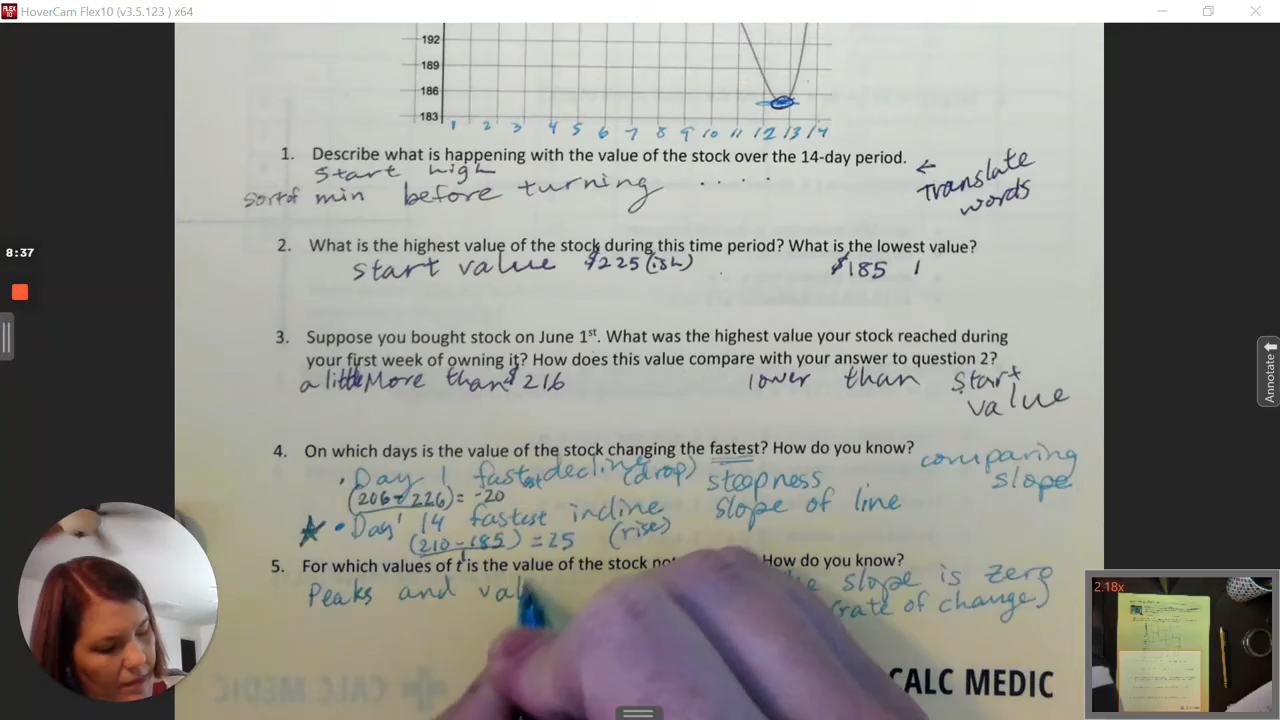 HoverCam Flex10 (v3.5.123) x64
192
189
186
183
1 2 3 4 5 6 7 8 9 10 11 12 13 14
1. Describe what is happening with the value of the stock over the 14-day period.
start high
sort of min before turning . . . .
← Translate words
2. What is the highest value of the stock during this time period? What is the lowest value?
start value $225 (ish) $185
3. Suppose you bought stock on June 1st. What was the highest value your stock reached during
your first week of owning it? How does this value compare with your answer to question 2?
a little More than $216 lower than start
value
4. On which days is the value of the stock changing the fastest? How do you know?
• Day 1 fastest decline (drop) steepness comparing
(206-226) = -20 slope
★ • Day 14 fastest incline slope of line
(210-185) = 25 (rise)
1
5. For which values of t is the value of the stock How do you know?
Peaks and val slope is zero
(rate of change)
CALC MEDIC
CALC MEDIC
8:37
Annotate
2.18x